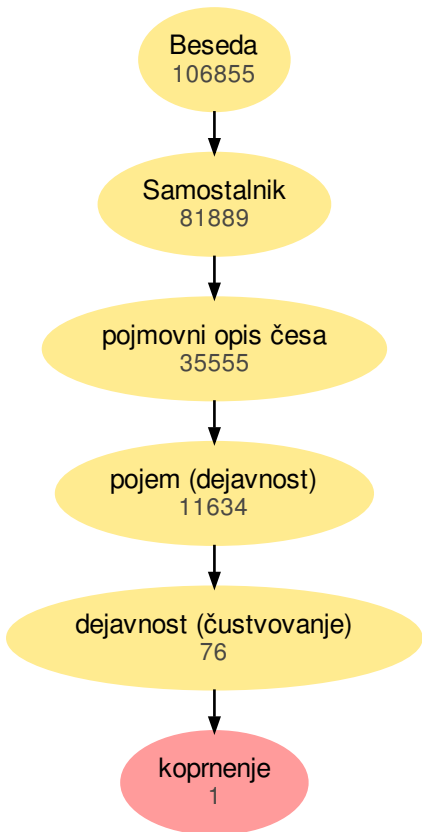 Beseda
106855
Samostalnik
81889
pojmovni opis česa
35555
pojem (dejavnost)
11634
dejavnost (čustvovanje)
76
koprnenje
1